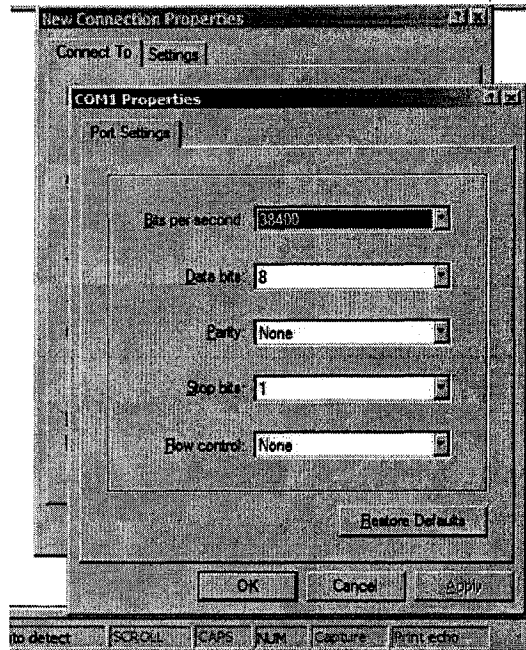 New Connection Properties
Connect To Settings
COM1 Properties
Port Settings
Bits per second: 38400
Data bits: 8
Parity: None
Stop bits: 1
Flow control: None
Restore Defaults
OK Cancel Apply
to detect SCROLL CAPS NUM Capture Print echo